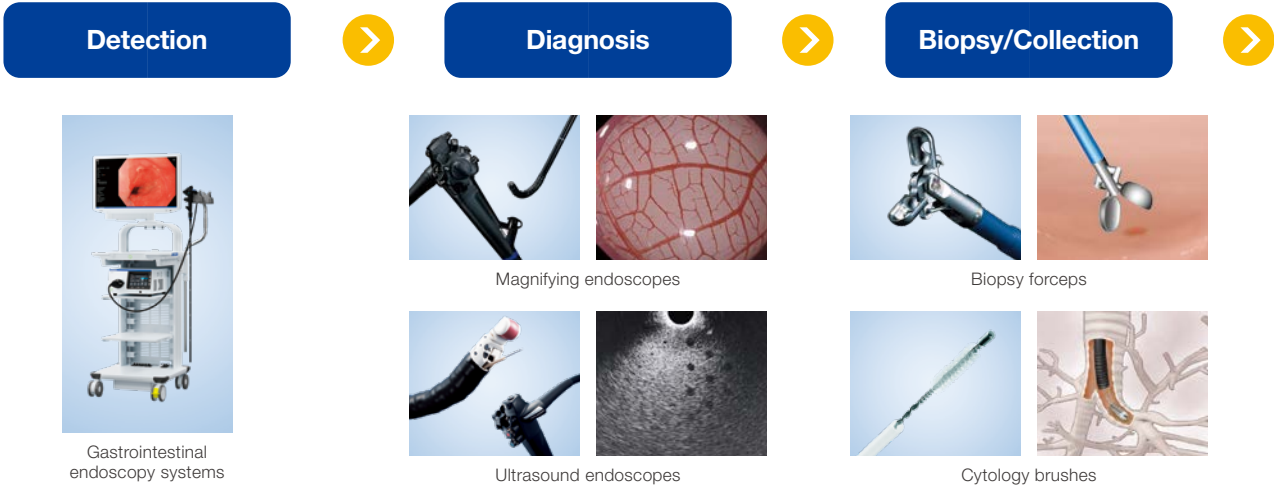 Detection
Diagnosis
Biopsy/Collection
Gastrointestinal
endoscopy systems
Magnifying endoscopes
Ultrasound endoscopes
Biopsy forceps
Cytology brushes